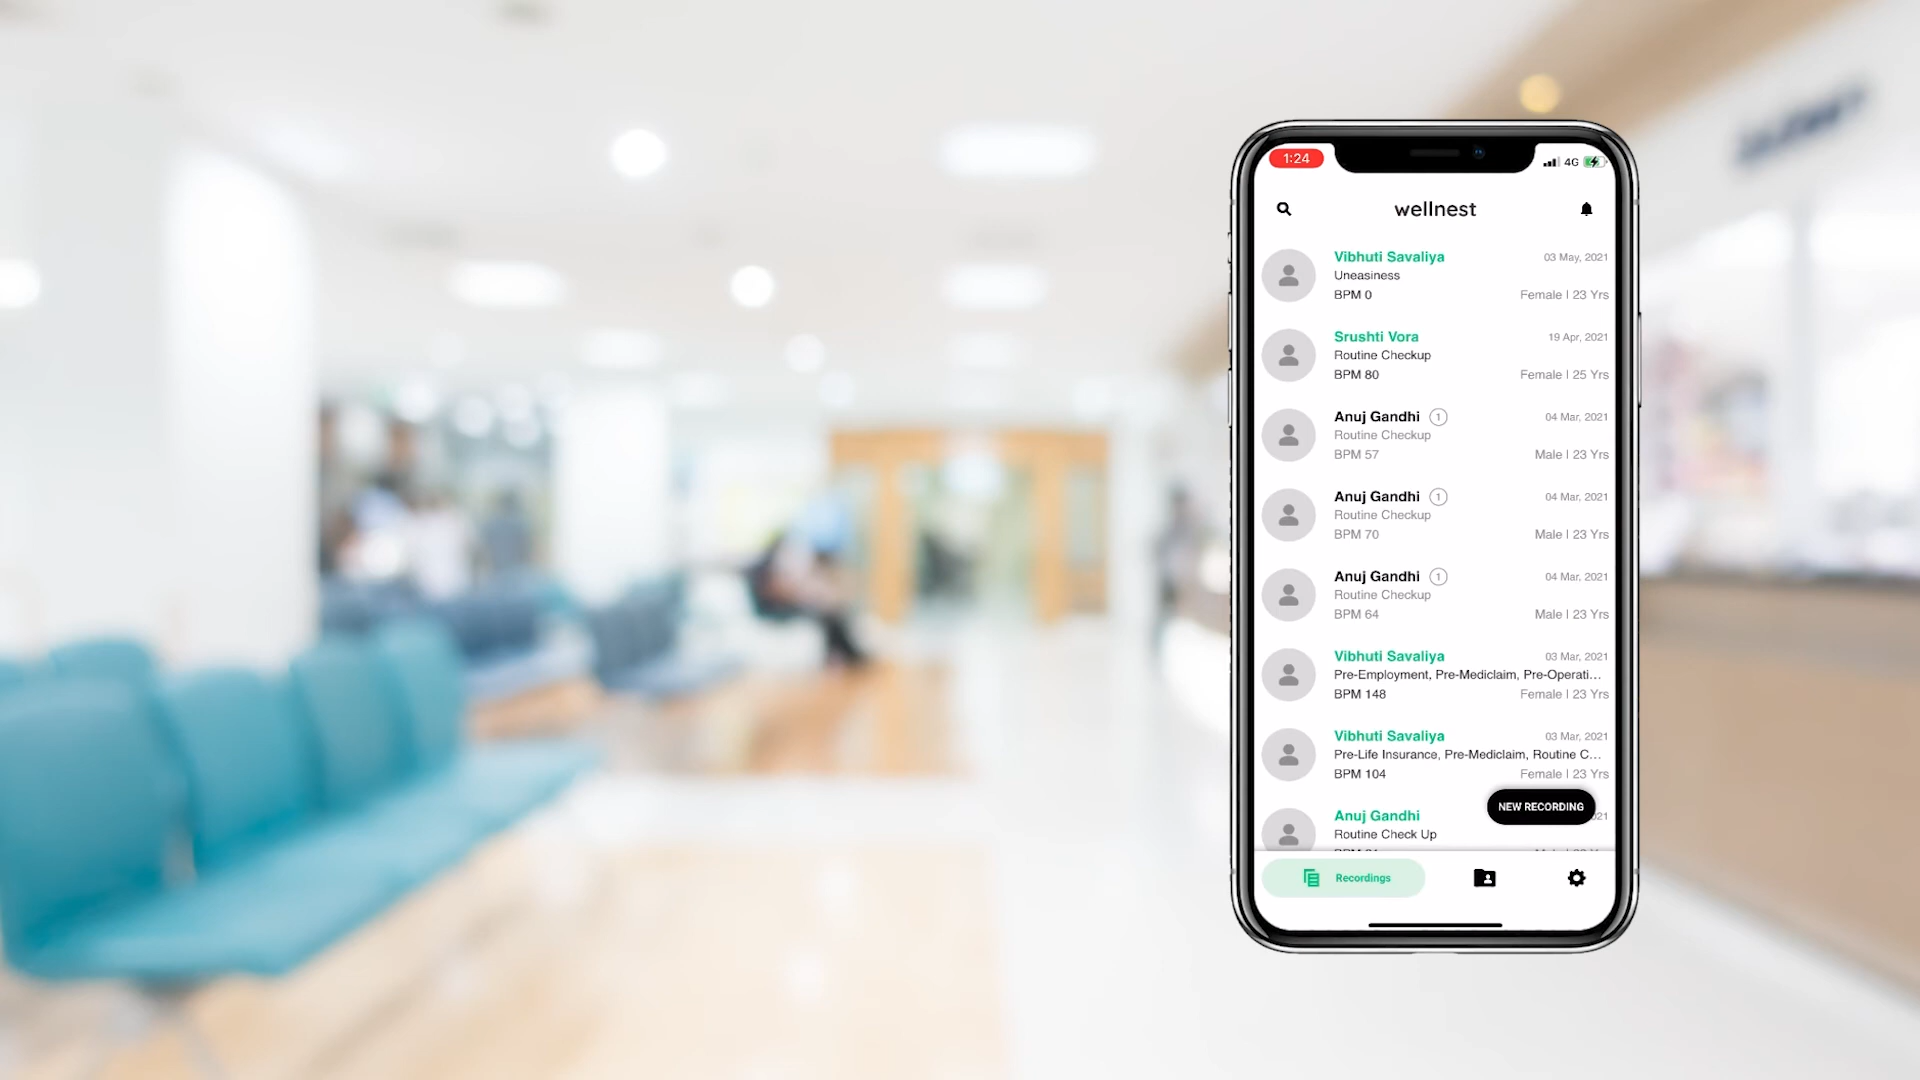 1:24 4G
wellnest
Vibhuti Savaliya 03 May, 2021
Uneasiness
BPM 0 Female | 23 Yrs
Srushti Vora 19 Apr, 2021
Routine Checkup
BPM 80 Female | 25 Yrs
Anuj Gandhi 1 04 Mar, 2021
Routine Checkup
BPM 57 Male | 23 Yrs
Anuj Gandhi 1 04 Mar, 2021
Routine Checkup
BPM 70 Male | 23 Yrs
Anuj Gandhi 1 04 Mar, 2021
Routine Checkup
BPM 64 Male | 23 Yrs
Vibhuti Savaliya 03 Mar, 2021
Pre-Employment, Pre-Mediclaim, Pre-Operati...
BPM 148 Female | 23 Yrs
Vibhuti Savaliya 03 Mar, 2021
Pre-Life Insurance, Pre-Mediclaim, Routine C...
BPM 104 Female | 23 Yrs
Anuj Gandhi
NEW RECORDING
Routine Check Up
Recordings